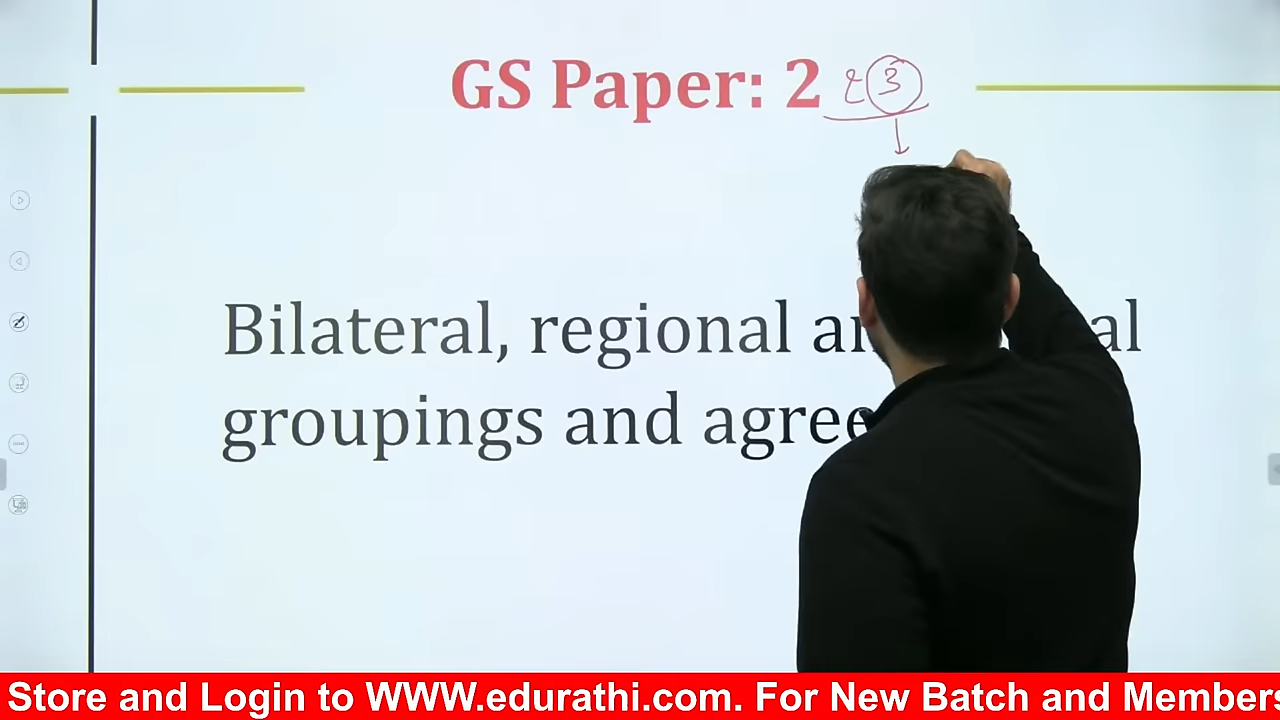 GS Paper: 2 & 3
Bilateral, regional al
groupings and agree
Store and Login to WWW.edurathi.com. For New Batch and Members